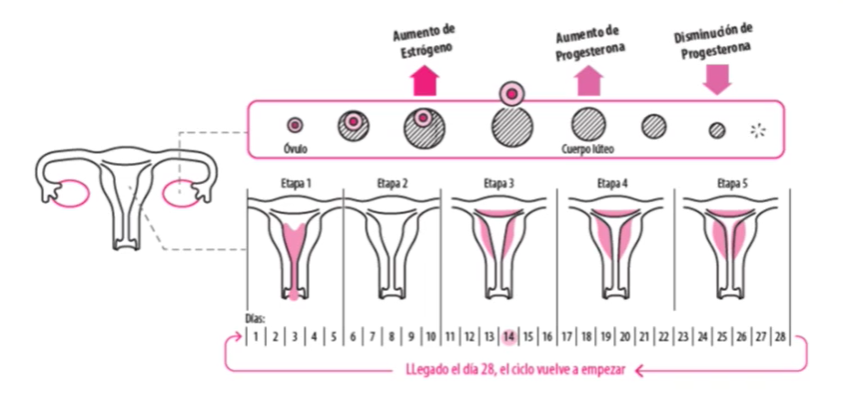 Aumento de
Estrógeno
Aumento de
Progesterona
Disminución de
Progesterona
Óvulo
Cuerpo lúteo
Etapa 1
Etapa 2
Etapa 3
Etapa 4
Etapa 5
Días:
1 2 3 4 5 6 7 8 9 10 11 12 13 14 15 16 17 18 19 20 21 22 23 24 25 26 27 28
LLegado el día 28, el ciclo vuelve a empezar